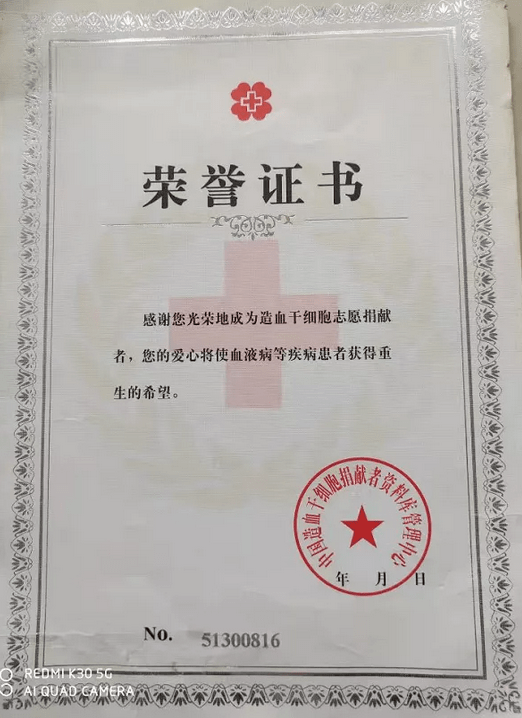 荣誉证书
感谢您光荣地成为造血干细胞志愿捐献
者，您的爱心将使血液病等疾病患者获得重
生的希望。
中国造血干细胞捐献者资料库管理中心
年 月 日
No. 51300816
REDMI K30 5G
AI QUAD CAMERA